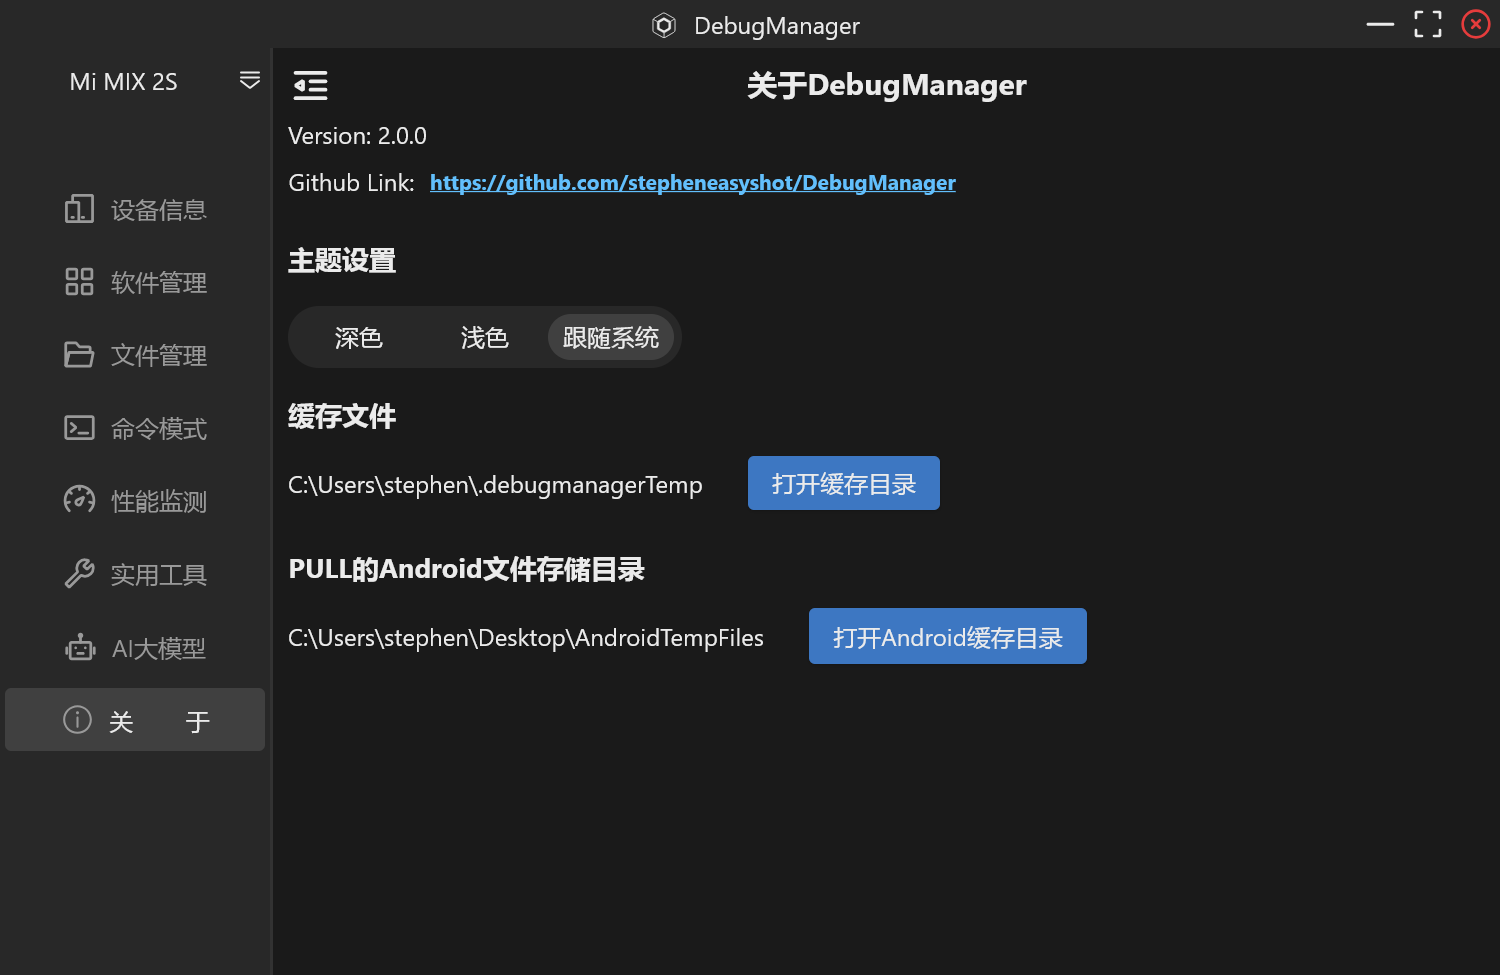 DebugManager
Mi MIX 2S
设备信息
软件管理
文件管理
命令模式
性能监测
实用工具
AI大模型
关 于
关于DebugManager
Version: 2.0.0
Github Link: https://github.com/stepheneasyshot/DebugManager
主题设置
深色 浅色 跟随系统
缓存文件
C:\Users\stephen\.debugmanagerTemp 打开缓存目录
PULL的Android文件存储目录
C:\Users\stephen\Desktop\AndroidTempFiles 打开Android缓存目录